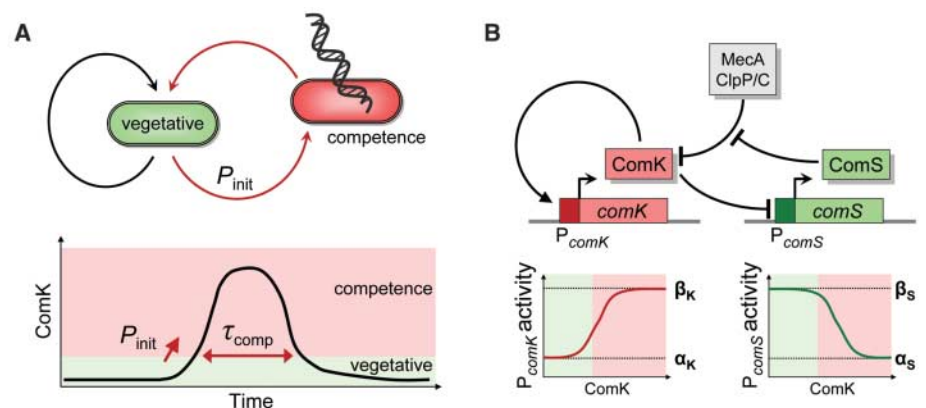 A
vegetative
competence
P_init
ComK
competence
P_init
τ_comp
vegetative
Time
B
MecA
ClpP/C
ComK
ComS
comK
comS
P_comK
P_comS
P_comK activity
β_K
α_K
ComK
P_comS activity
β_S
α_S
ComK